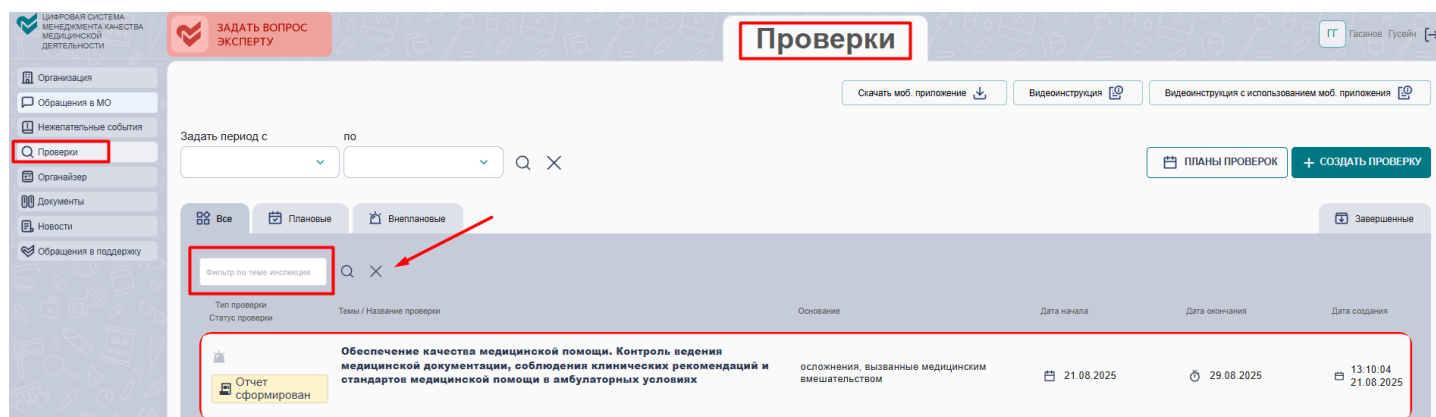 ЦИФРОВАЯ СИСТЕМА
МЕНЕДЖМЕНТА КАЧЕСТВА
МЕДИЦИНСКОЙ
ДЕЯТЕЛЬНОСТИ
ЗАДАТЬ ВОПРОС
ЭКСПЕРТУ
Проверки
ГГ Гасанов Гусейн
Организация
Обращения в МО
Нежелательные события
Проверки
Органайзер
Документы
Новости
Обращения в поддержку
Скачать моб. приложение
Видеоинструкция
Видеоинструкция с использованием моб. приложения
Задать период с
по
ПЛАНЫ ПРОВЕРОК
+ СОЗДАТЬ ПРОВЕРКУ
Все
Плановые
Внеплановые
Завершенные
Фильтр по теме инспекции
Тип проверки
Статус проверки
Темы / Название проверки
Основание
Дата начала
Дата окончания
Дата создания
Отчет
сформирован
Обеспечение качества медицинской помощи. Контроль ведения
медицинской документации, соблюдения клинических рекомендаций и
стандартов медицинской помощи в амбулаторных условиях
осложнения, вызванные медицинским
вмешательством
21.08.2025
29.08.2025
13:10:04
21.08.2025